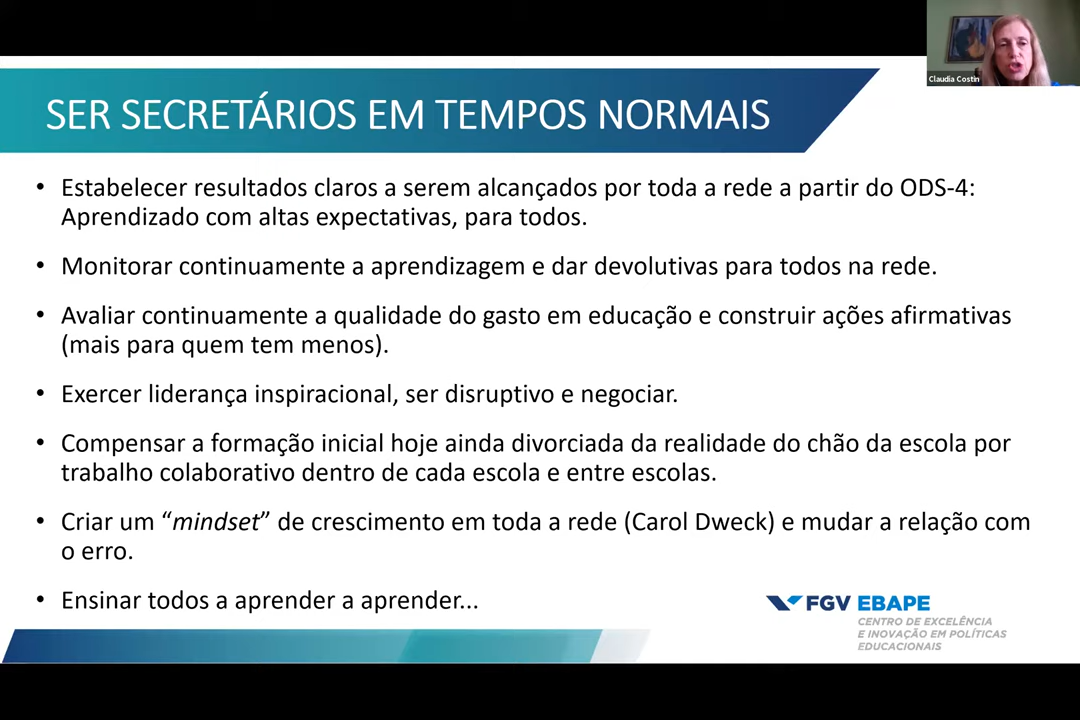 Claudia Costin
SER SECRETÁRIOS EM TEMPOS NORMAIS
• Estabelecer resultados claros a serem alcançados por toda a rede a partir do ODS-4:
Aprendizado com altas expectativas, para todos.
• Monitorar continuamente a aprendizagem e dar devolutivas para todos na rede.
• Avaliar continuamente a qualidade do gasto em educação e construir ações afirmativas
(mais para quem tem menos).
• Exercer liderança inspiracional, ser disruptivo e negociar.
• Compensar a formação inicial hoje ainda divorciada da realidade do chão da escola por
trabalho colaborativo dentro de cada escola e entre escolas.
• Criar um “mindset” de crescimento em toda a rede (Carol Dweck) e mudar a relação com
o erro.
• Ensinar todos a aprender a aprender...
FGV EBAPE
CENTRO DE EXCELÊNCIA
E INOVAÇÃO EM POLÍTICAS
EDUCACIONAIS